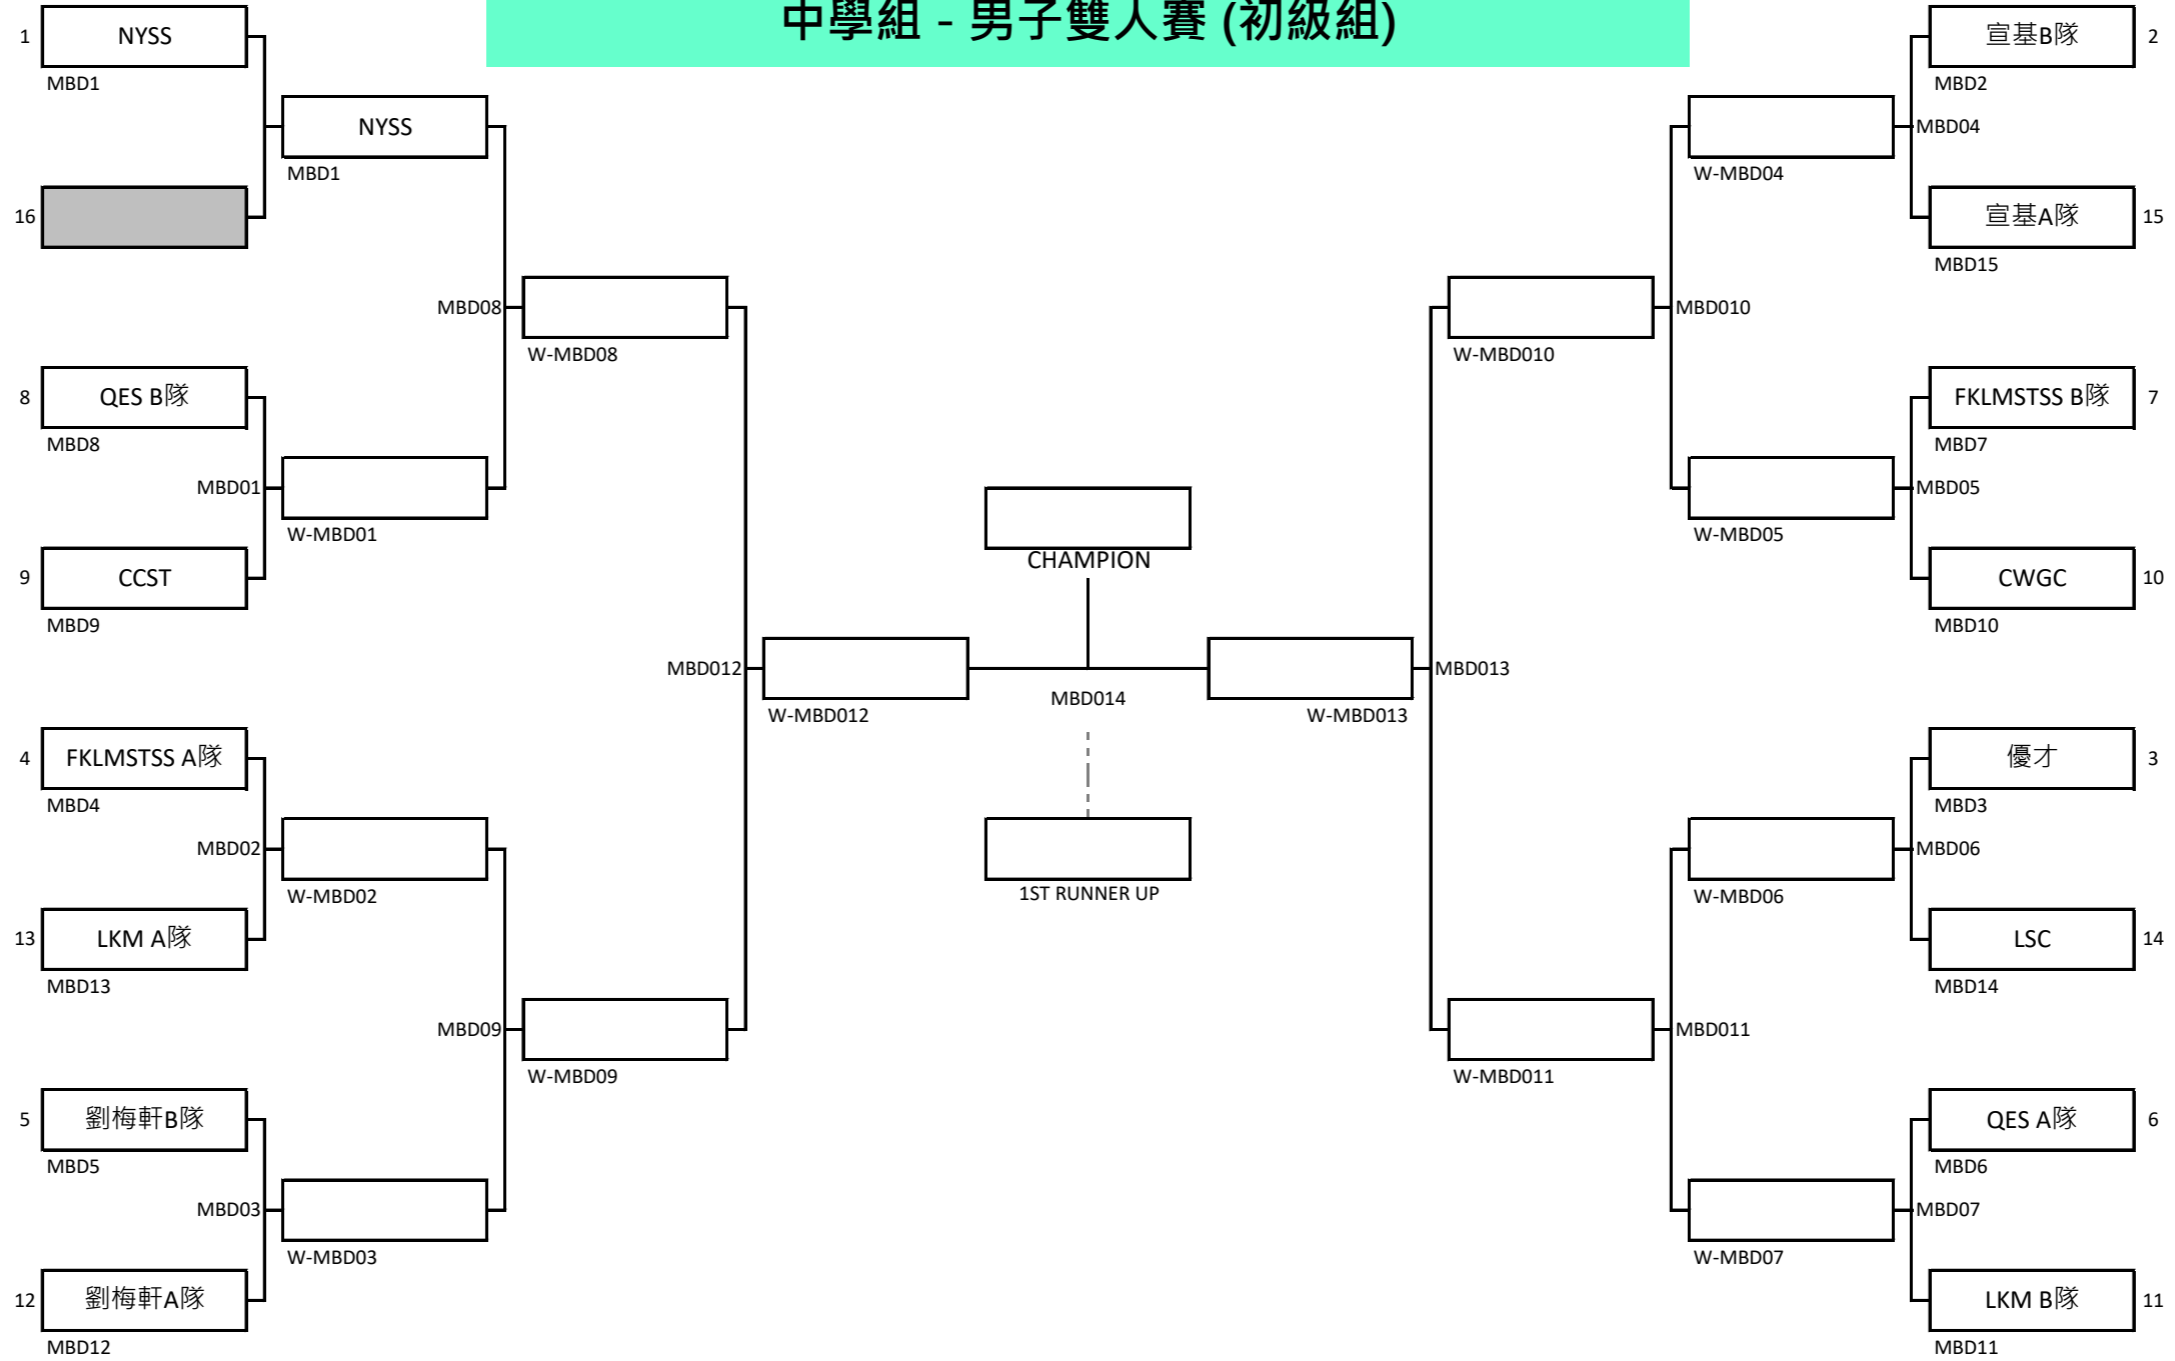 中學組 - 男子雙人賽 (初級組)
1
NYSS
MBD1
NYSS
MBD1
16
MBD08
W-MBD08
8
QES B隊
MBD8
MBD01
W-MBD01
9
CCST
MBD9
MBD012
W-MBD012
4
FKLMSTSS A隊
MBD4
MBD02
W-MBD02
13
LKM A隊
MBD13
MBD09
W-MBD09
5
劉梅軒B隊
MBD5
MBD03
W-MBD03
12
劉梅軒A隊
MBD12
CHAMPION
MBD014
1ST RUNNER UP
宣基B隊
2
MBD2
MBD04
W-MBD04
宣基A隊
15
MBD15
MBD010
W-MBD010
FKLMSTSS B隊
7
MBD7
MBD05
W-MBD05
CWGC
10
MBD10
MBD013
W-MBD013
優才
3
MBD3
MBD06
W-MBD06
LSC
14
MBD14
MBD011
W-MBD011
QES A隊
6
MBD6
MBD07
W-MBD07
LKM B隊
11
MBD11